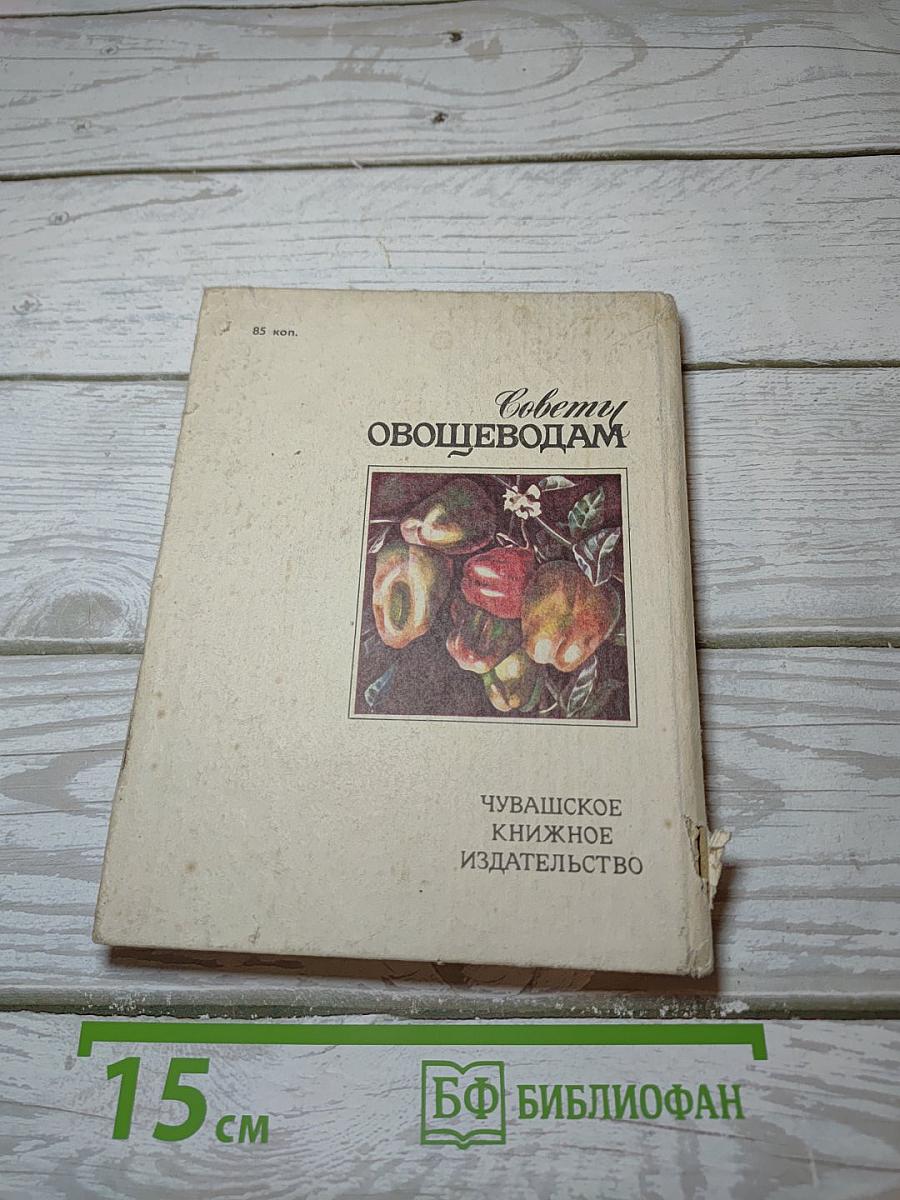 85 коп.
Советы
ОВОЩЕВОДАМ
ЧУВАШСКОЕ
КНИЖНОЕ
ИЗДАТЕЛЬСТВО
15 см
БФ БИБЛИОФАН